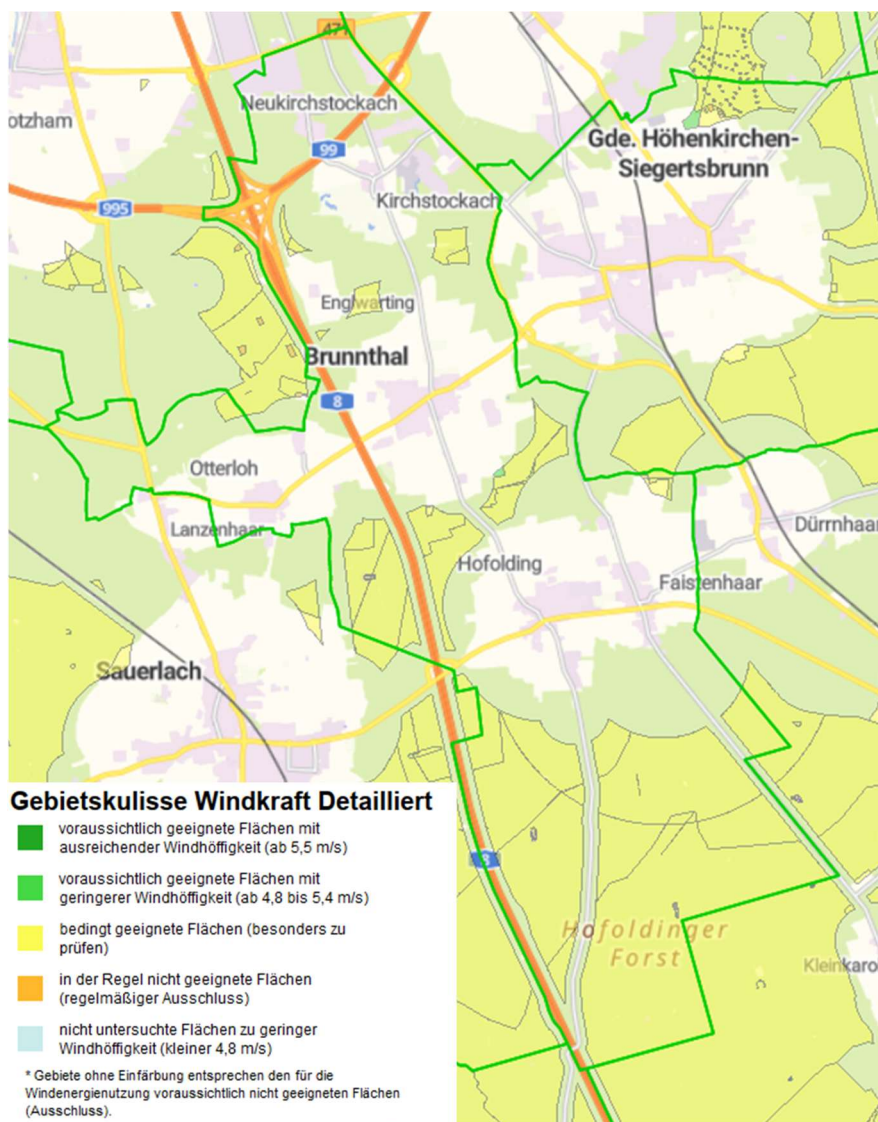 471
Neukirchstockach
otzham
99
Gde. Höhenkirchen-
Siegertsbrunn
995
Kirchstockach
Englwarting
Brunnthal
8
Otterloh
Lanzenhaar
Hofolding
Dürrnhaar
Faistenhaar
Sauerlach
Gebietskulisse Windkraft Detailliert
voraussichtlich geeignete Flächen mit
ausreichender Windhöffigkeit (ab 5,5 m/s)
voraussichtlich geeignete Flächen mit
geringerer Windhöffigkeit (ab 4,8 bis 5,4 m/s)
bedingt geeignete Flächen (besonders zu
prüfen)
in der Regel nicht geeignete Flächen
(regelmäßiger Ausschluss)
nicht untersuchte Flächen zu geringer
Windhöffigkeit (kleiner 4,8 m/s)
* Gebiete ohne Einfärbung entsprechen den für die
Windenergienutzung voraussichtlich nicht geeigneten Flächen
(Ausschluss).
8
Hofoldinger
Forst
Kleinkaro